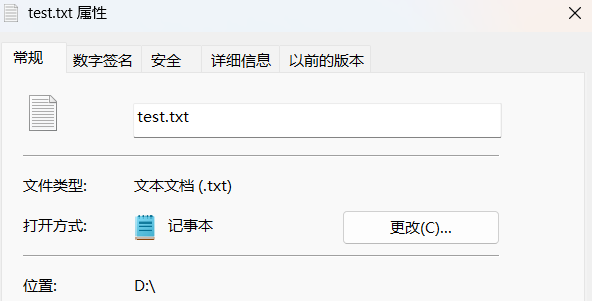 test.txt 属性
常规 数字签名 安全 详细信息 以前的版本
test.txt
文件类型: 文本文档 (.txt)
打开方式: 记事本 更改(C)...
位置: D:\